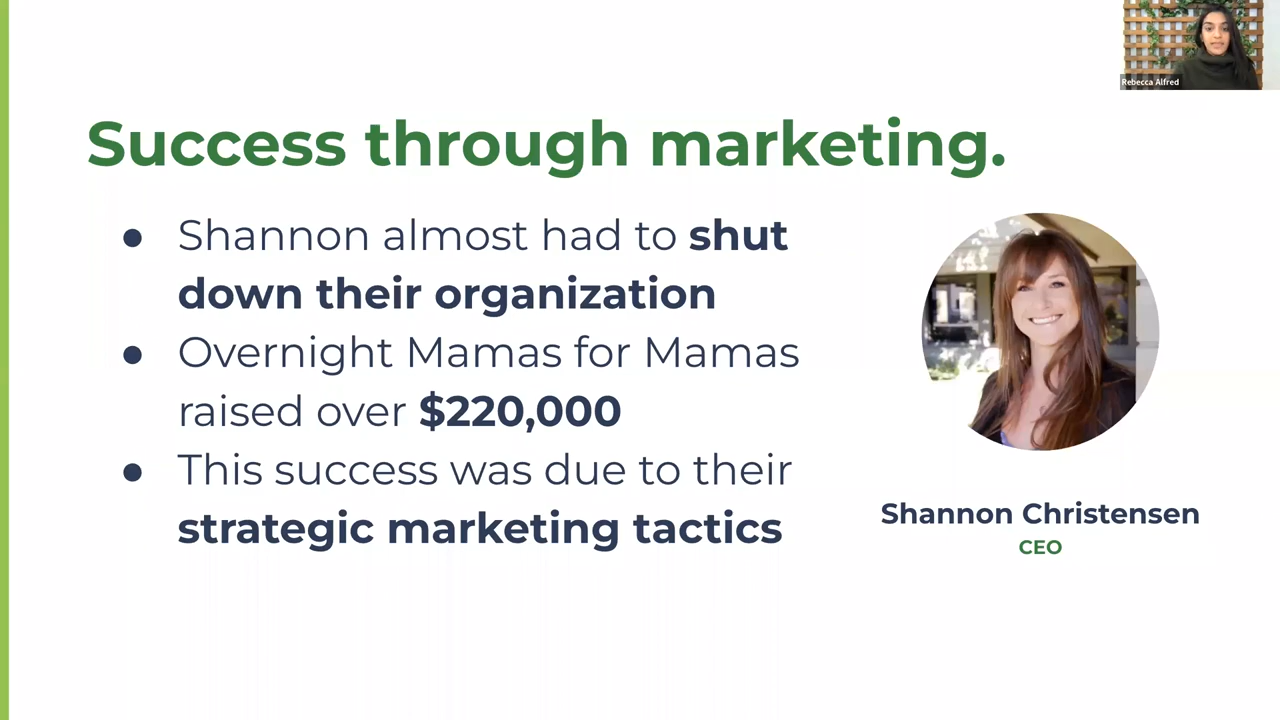 Rebecca Alfred
Success through marketing.
● Shannon almost had to shut
down their organization
● Overnight Mamas for Mamas
raised over $220,000
● This success was due to their
strategic marketing tactics
Shannon Christensen
CEO